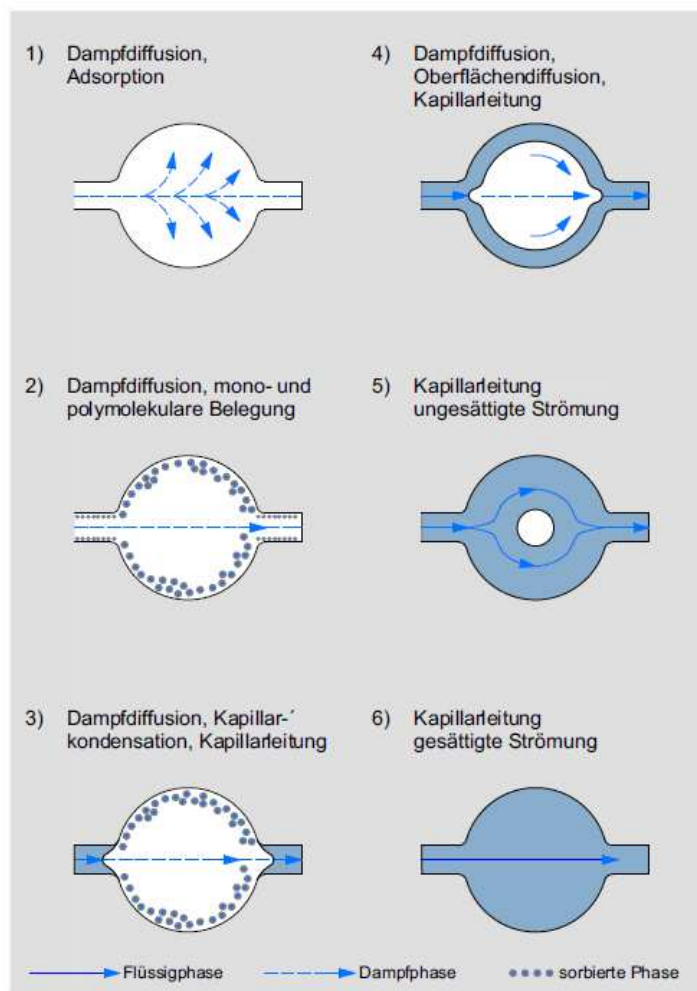 1) Dampfdiffusion,
Adsorption
2) Dampfdiffusion, mono- und
polymolekulare Belegung
3) Dampfdiffusion, Kapillar-´
kondensation, Kapillarleitung
4) Dampfdiffusion,
Oberflächendiffusion,
Kapillarleitung
5) Kapillarleitung
ungesättigte Strömung
6) Kapillarleitung
gesättigte Strömung
Flüssigphase Dampfphase sorbierte Phase